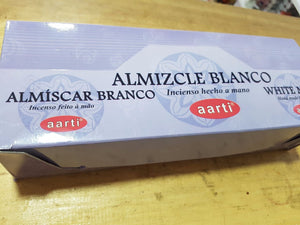 ALMÍSCAR BRANCO
Incenso feito à mão
aarti
ALMIZCLE BLANCO
Incienso hecho a mano
aarti
WHITE